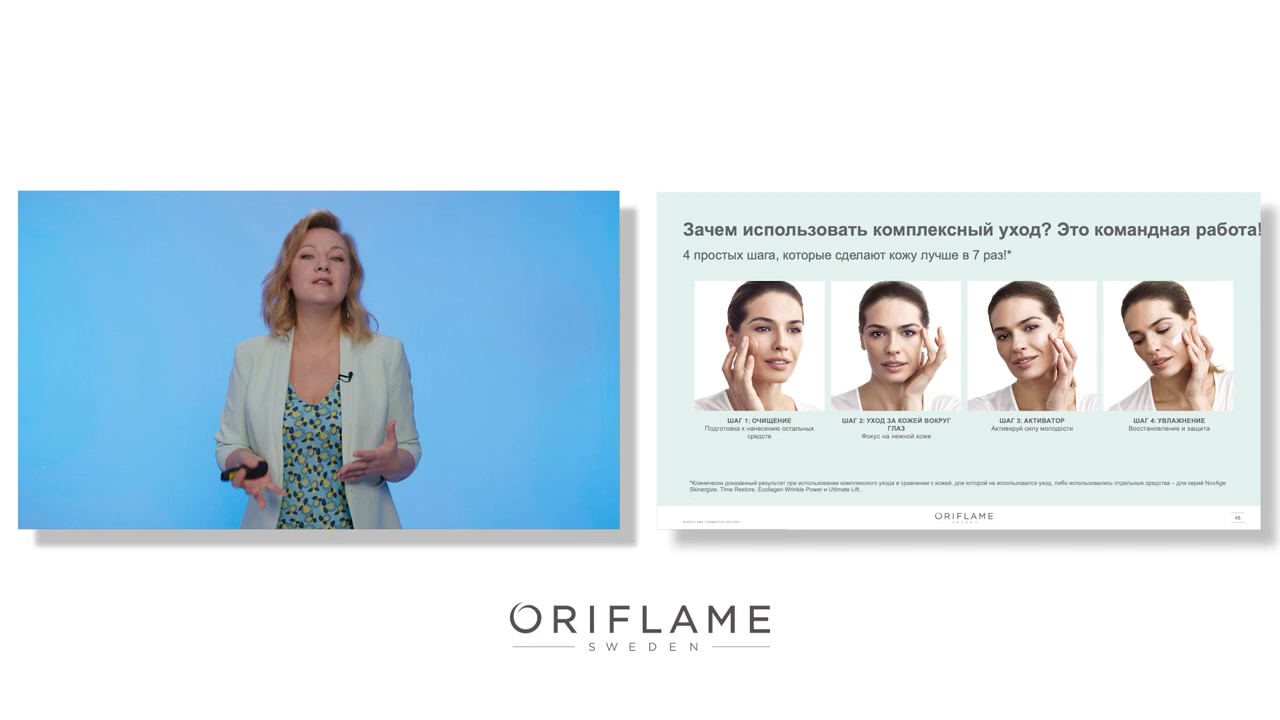 Зачем использовать комплексный уход? Это командная работа!
4 простых шага, которые сделают кожу лучше в 7 раз!*
ШАГ 1: ОЧИЩЕНИЕ
Подготовка к нанесению остальных
средств
ШАГ 2: УХОД ЗА КОЖЕЙ ВОКРУГ
ГЛАЗ
Фокус на нежной коже
ШАГ 3: АКТИВАТОР
Активируй силу молодости
ШАГ 4: УВЛАЖНЕНИЕ
Восстановление и защита
*Клинически доказанный результат при использовании комплексного ухода в сравнении с кожей, для которой не использовался уход, либо использовались отдельные средства – для серий NovAge
Skinergize, Time Restore, Ecollagen Wrinkle Power и Ultimate Lift.
ORIFLAME
SWEDEN
48
ORIFLAME
SWEDEN